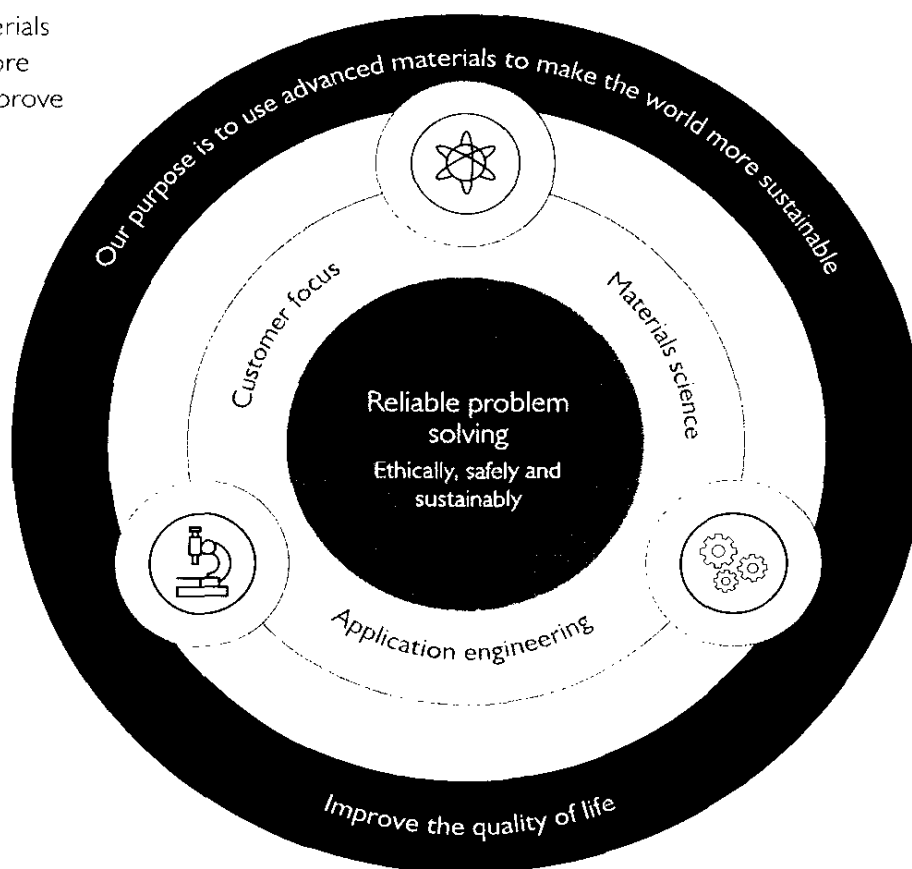 erials
ore
prove
Our purpose is to use advanced materials to make the world more sustainable
Customer focus
Materials science
Reliable problem
solving
Ethically, safely and
sustainably
Application engineering
Improve the quality of life